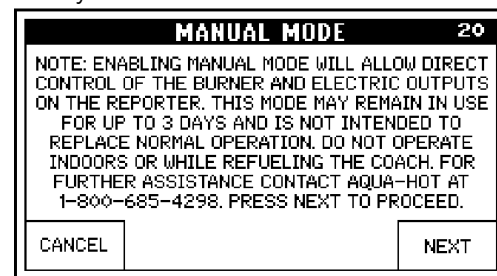 MANUAL MODE 20
NOTE: ENABLING MANUAL MODE WILL ALLOW DIRECT
CONTROL OF THE BURNER AND ELECTRIC OUTPUTS
ON THE REPORTER. THIS MODE MAY REMAIN IN USE
FOR UP TO 3 DAYS AND IS NOT INTENDED TO
REPLACE NORMAL OPERATION. DO NOT OPERATE
INDOORS OR WHILE REFUELING THE COACH. FOR
FURTHER ASSISTANCE CONTACT AQUA-HOT AT
1-800-685-4298. PRESS NEXT TO PROCEED.
CANCEL NEXT